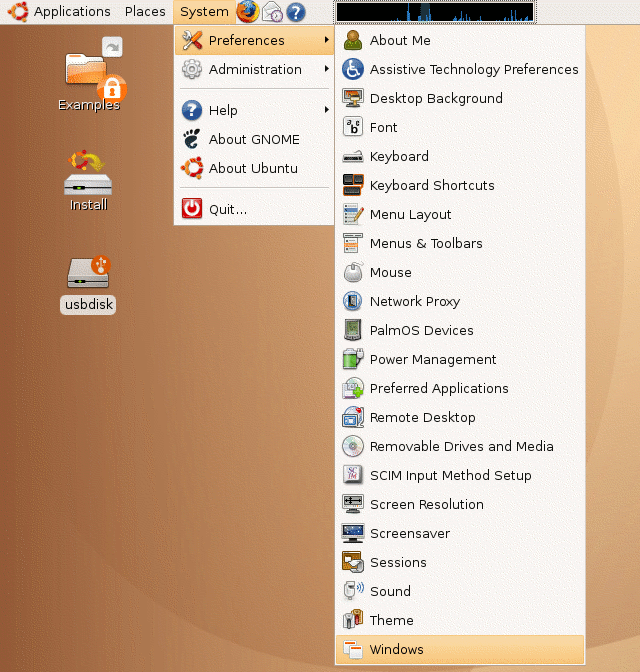 Applications Places System
Examples
Install
usbdisk
Preferences
Administration
Help
About GNOME
About Ubuntu
Quit...
About Me
Assistive Technology Preferences
Desktop Background
Font
Keyboard
Keyboard Shortcuts
Menu Layout
Menus & Toolbars
Mouse
Network Proxy
PalmOS Devices
Power Management
Preferred Applications
Remote Desktop
Removable Drives and Media
SCIM Input Method Setup
Screen Resolution
Screensaver
Sessions
Sound
Theme
Windows